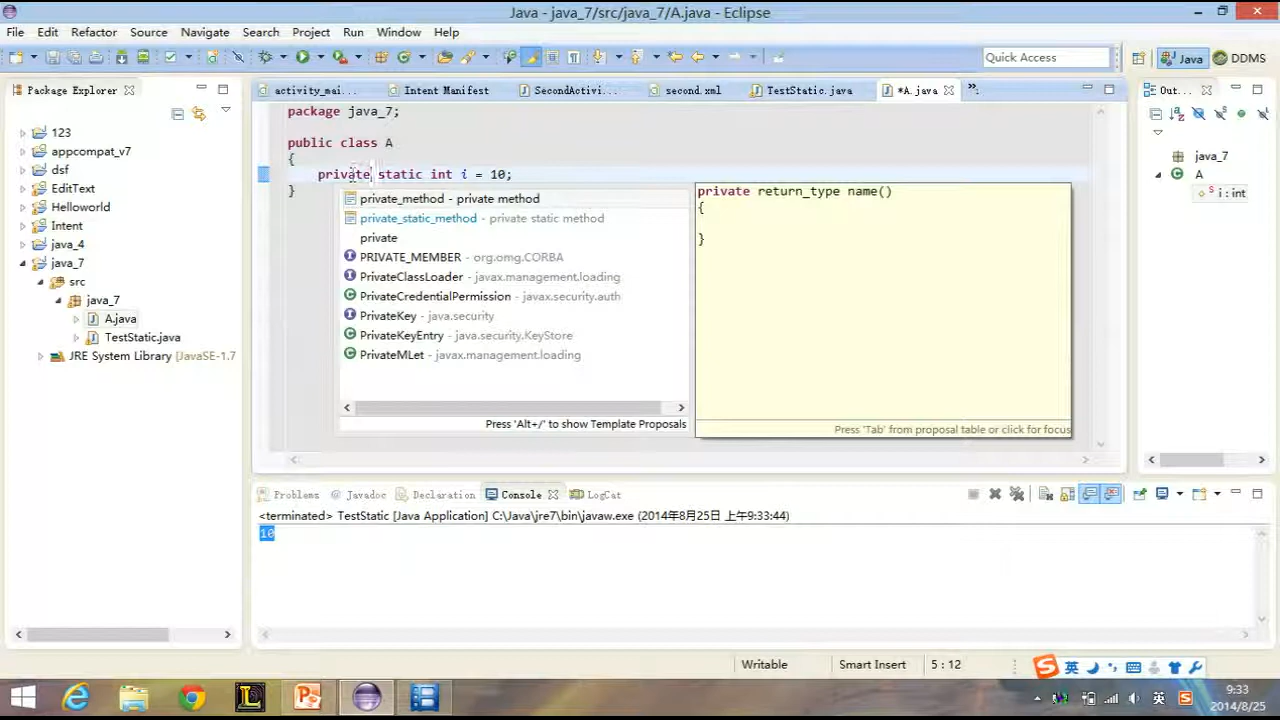 Java - java_7/src/java_7/A.java - Eclipse
File Edit Refactor Source Navigate Search Project Run Window Help
Quick Access
Java
DDMS
Package Explorer
activity_mai...
Intent Manifest
SecondActivi...
second.xml
TestStatic.java
*A.java
Out...
123
appcompat_v7
dsf
EditText
Helloworld
Intent
java_4
java_7
src
java_7
A.java
TestStatic.java
JRE System Library [JavaSE-1.7
package java_7;
public class A
{
private static int i = 10;
}
private_method - private method
private_static_method - private static method
private
PRIVATE_MEMBER - org.omg.CORBA
PrivateClassLoader - javax.management.loading
PrivateCredentialPermission - javax.security.auth
PrivateKey - java.security
PrivateKeyEntry - java.security.KeyStore
PrivateMLet - javax.management.loading
Press 'Alt+/' to show Template Proposals
private return_type name()
{
}
Press 'Tab' from proposal table or click for focus
java_7
A
i : int
Problems
@ Javadoc
Declaration
Console
LogCat
<terminated> TestStatic [Java Application] C:\Java\jre7\bin\javaw.exe (2014年8月25日 上午9:33:44)
10
Writable
Smart Insert
5 : 12
英
英
9:33
2014/8/25